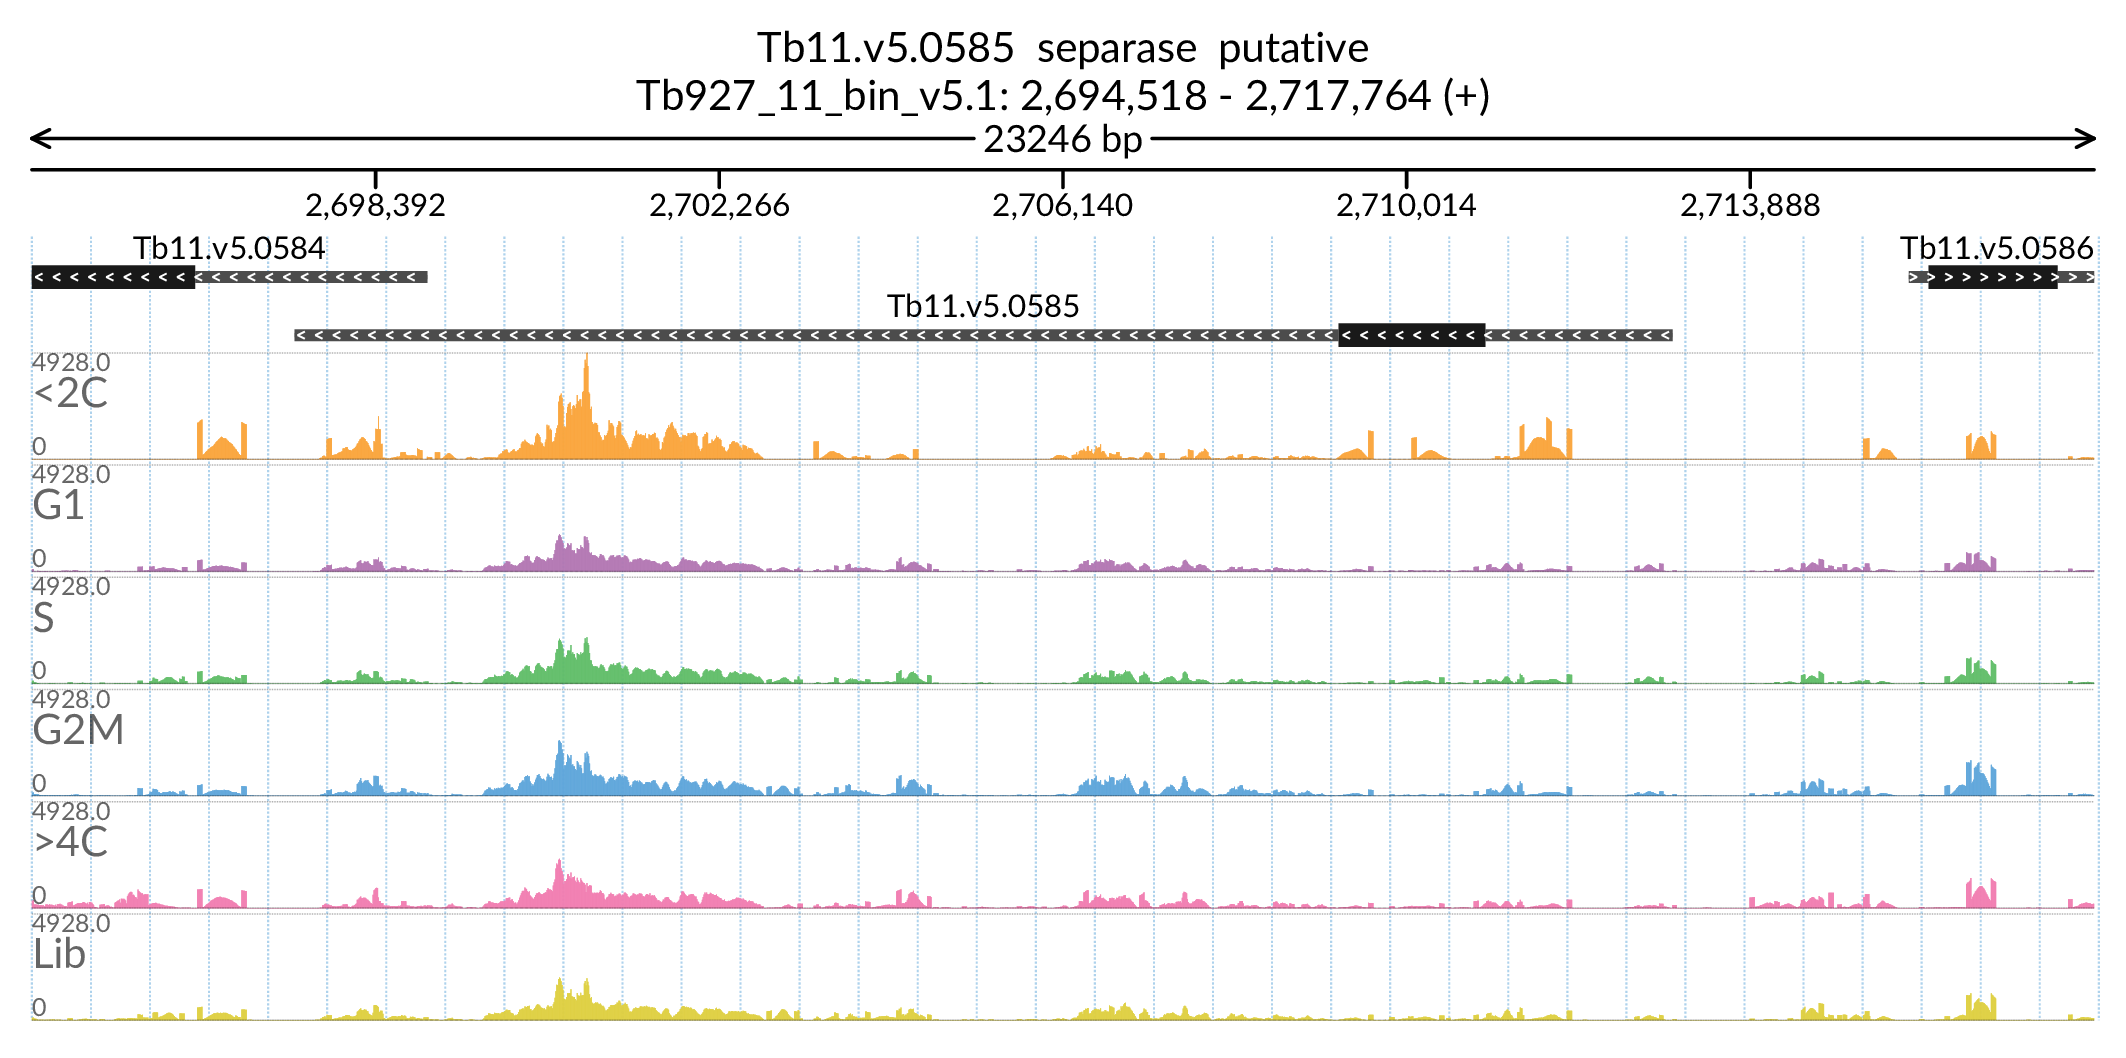 Tb11.v5.0585 separase putative
Tb927_11_bin_v5.1: 2,694,518 - 2,717,764 (+)
23246 bp
2,698,392 2,702,266 2,706,140 2,710,014 2,713,888
Tb11.v5.0584 Tb11.v5.0586
Tb11.v5.0585
4928.0
<2C
0
4928.0
G1
0
4928.0
S
0
4928.0
G2M
0
4928.0
>4C
0
4928.0
Lib
0